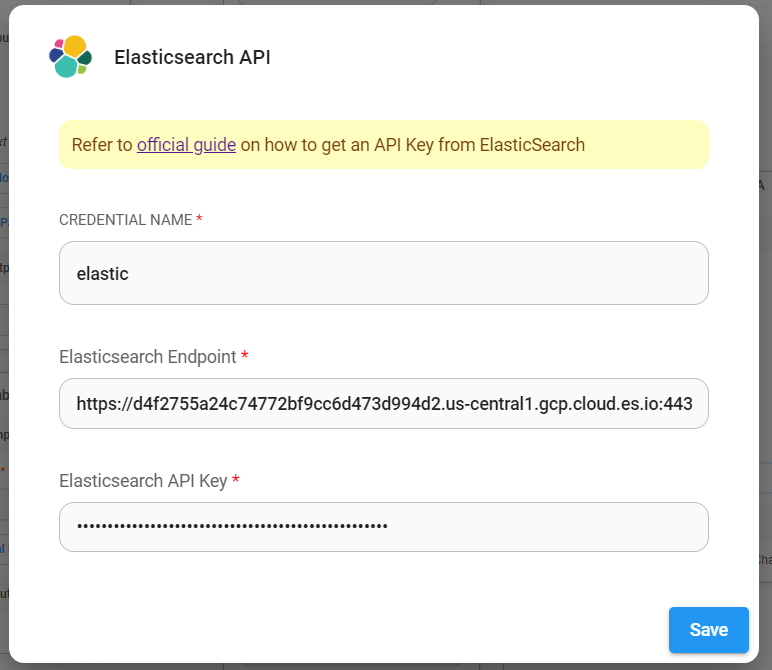 Elasticsearch API
Refer to official guide on how to get an API Key from ElasticSearch
CREDENTIAL NAME *
elastic
Elasticsearch Endpoint *
https://d4f2755a24c74772bf9cc6d473d994d2.us-central1.gcp.cloud.es.io:443
Elasticsearch API Key *
••••••••••••••••••••••••••••••••••••••••••••••••••••
Save